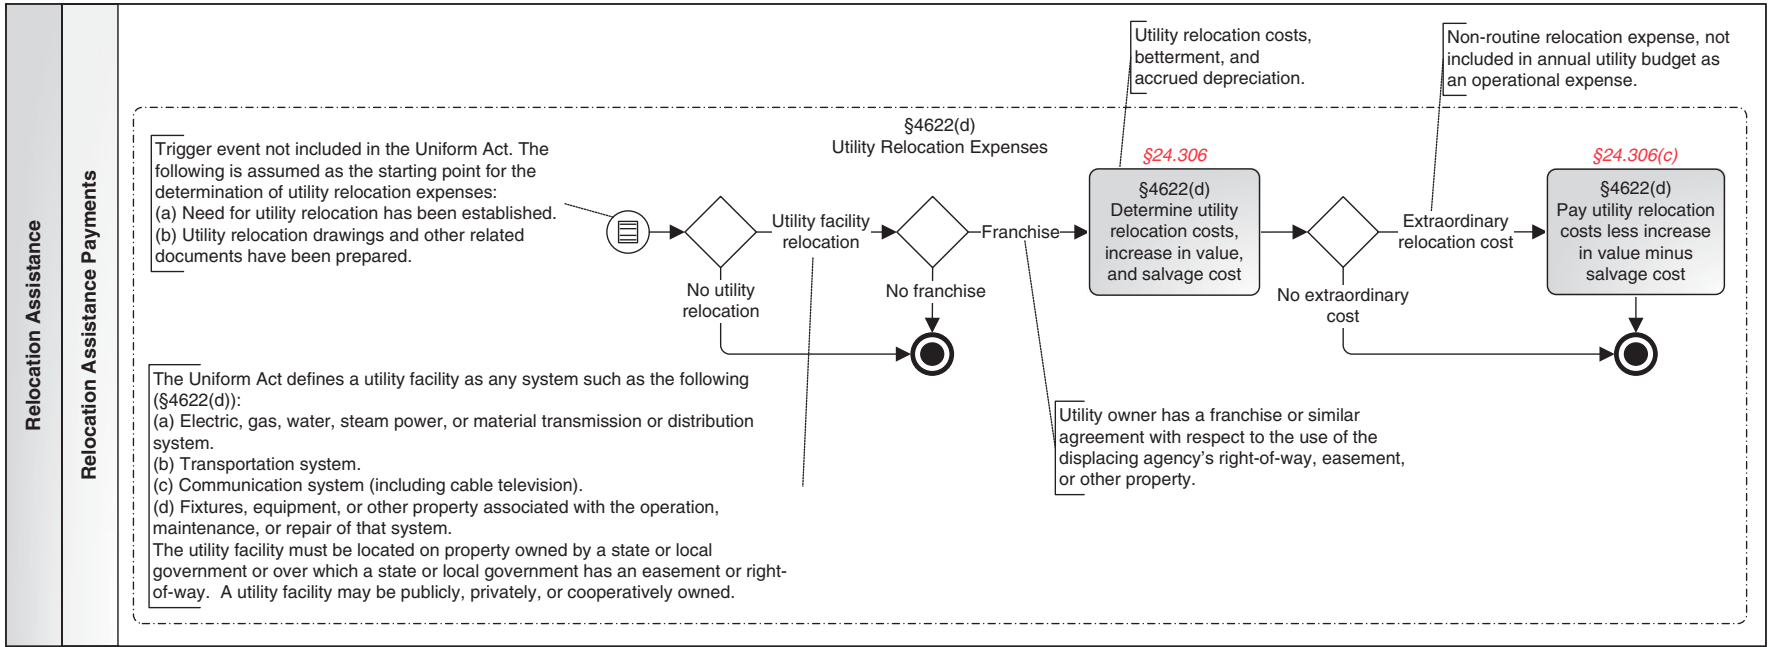 Relocation Assistance
Relocation Assistance Payments
§4622(d)
Utility Relocation Expenses
Trigger event not included in the Uniform Act. The
following is assumed as the starting point for the
determination of utility relocation expenses:
(a) Need for utility relocation has been established.
(b) Utility relocation drawings and other related
documents have been prepared.
Utility facility
relocation
No utility
relocation
Franchise
No franchise
Utility relocation costs,
betterment, and
accrued depreciation.
§24.306
§4622(d)
Determine utility
relocation costs,
increase in value,
and salvage cost
Non-routine relocation expense, not
included in annual utility budget as
an operational expense.
Extraordinary
relocation cost
No extraordinary
cost
§24.306(c)
§4622(d)
Pay utility relocation
costs less increase
in value minus
salvage cost
The Uniform Act defines a utility facility as any system such as the following
(§4622(d)):
(a) Electric, gas, water, steam power, or material transmission or distribution
system.
(b) Transportation system.
(c) Communication system (including cable television).
(d) Fixtures, equipment, or other property associated with the operation,
maintenance, or repair of that system.
The utility facility must be located on property owned by a state or local
government or over which a state or local government has an easement or right-
of-way.  A utility facility may be publicly, privately, or cooperatively owned.
Utility owner has a franchise or similar
agreement with respect to the use of the
displacing agency's right-of-way, easement,
or other property.